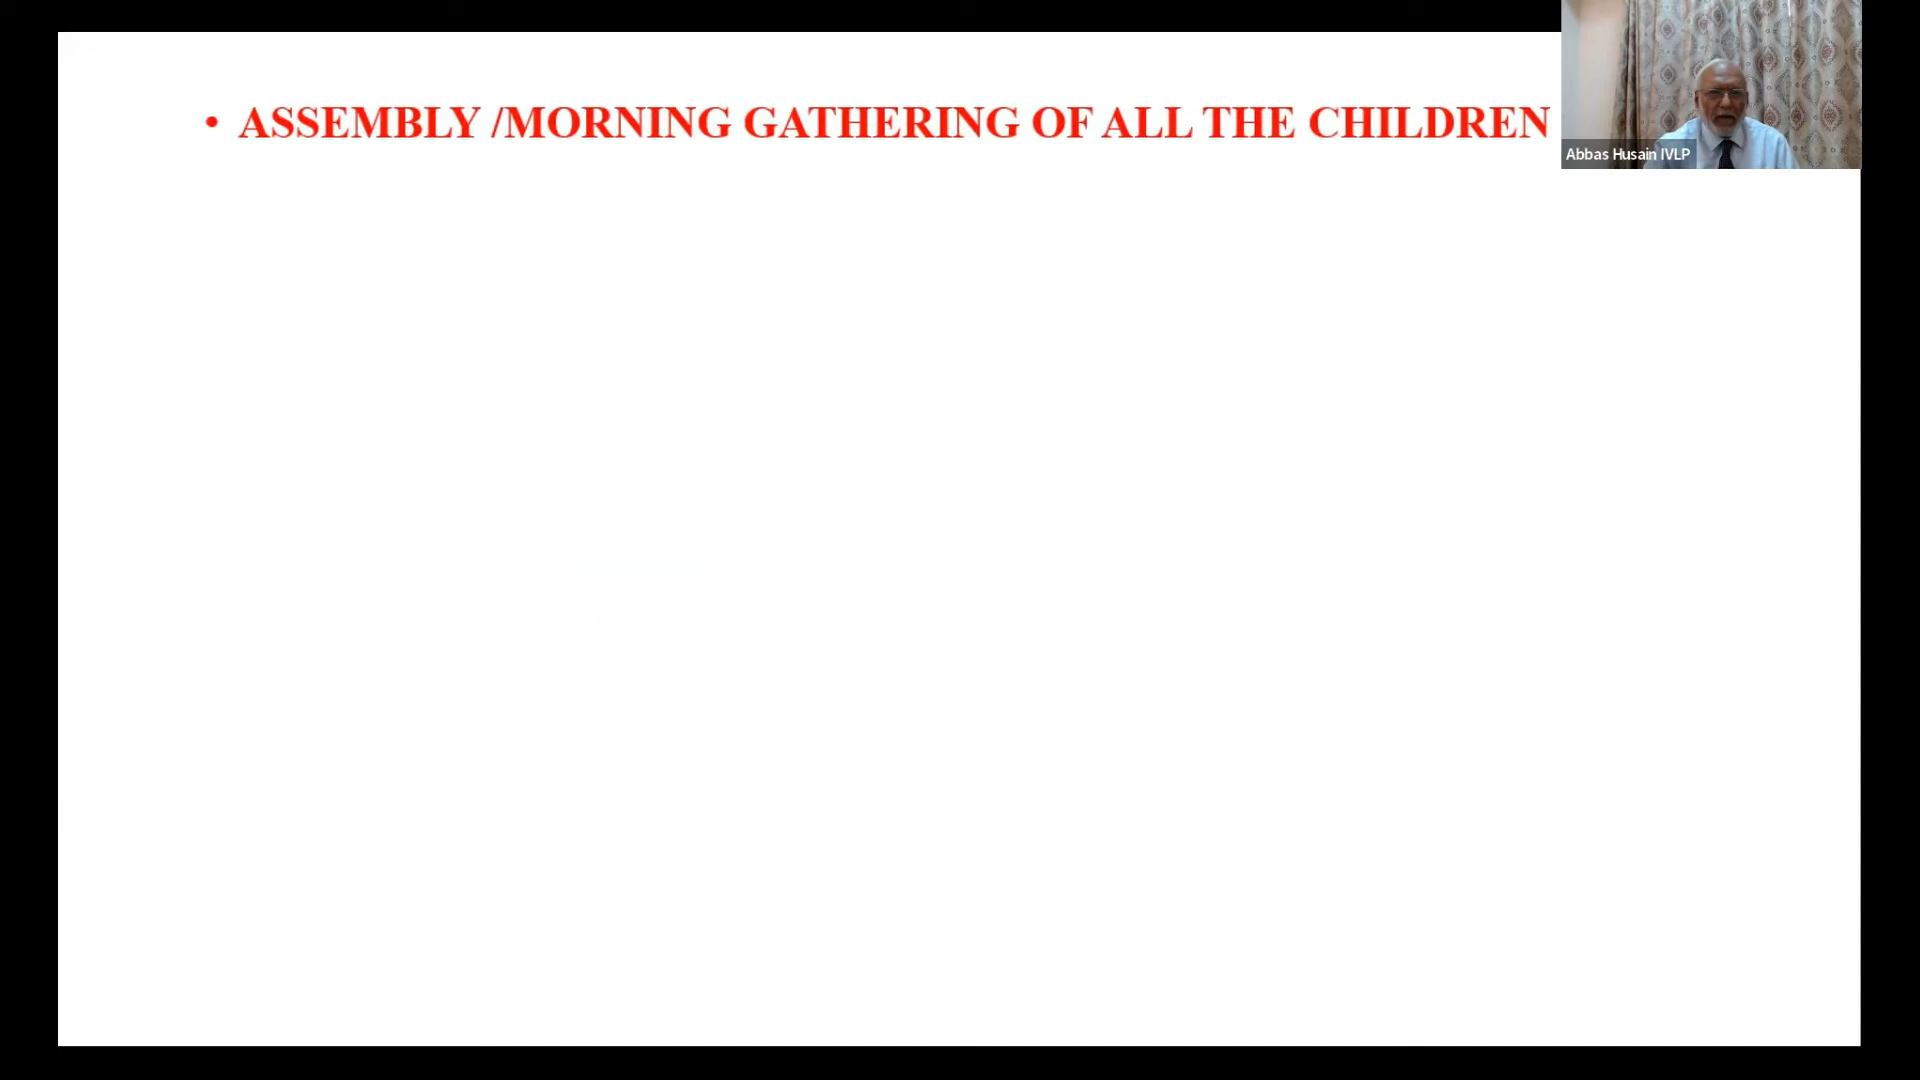 • ASSEMBLY /MORNING GATHERING OF ALL THE CHILDREN
Abbas Husain IVLP